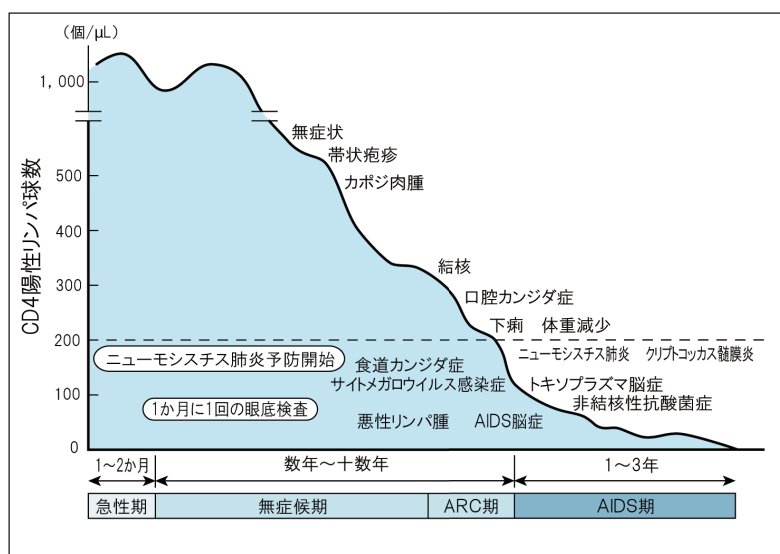 (個/μL)
1,000
500
400
300
200
100
0
CD4陽性リンパ球数
無症状
帯状疱疹
カポジ肉腫
結核
口腔カンジダ症
下痢　体重減少
ニューモシスチス肺炎　クリプトコッカス髄膜炎
ニューモシスチス肺炎予防開始
食道カンジダ症
サイトメガロウイルス感染症
トキソプラズマ脳症
非結核性抗酸菌症
1か月に1回の眼底検査
悪性リンパ腫　AIDS脳症
1〜2か月
数年〜十数年
1〜3年
急性期
無症候期
ARC期
AIDS期